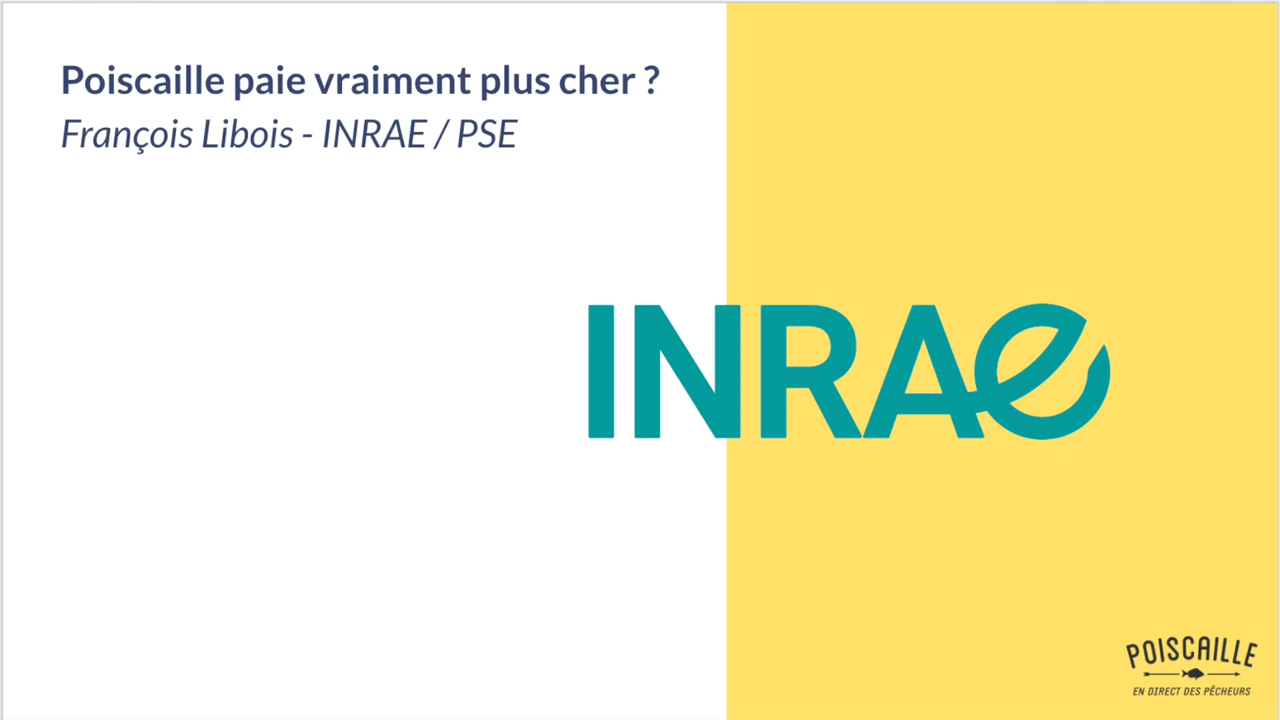 Poiscaille paie vraiment plus cher ?
François Libois - INRAE / PSE
INRAE
POISCAILLE
EN DIRECT DES PÊCHEURS